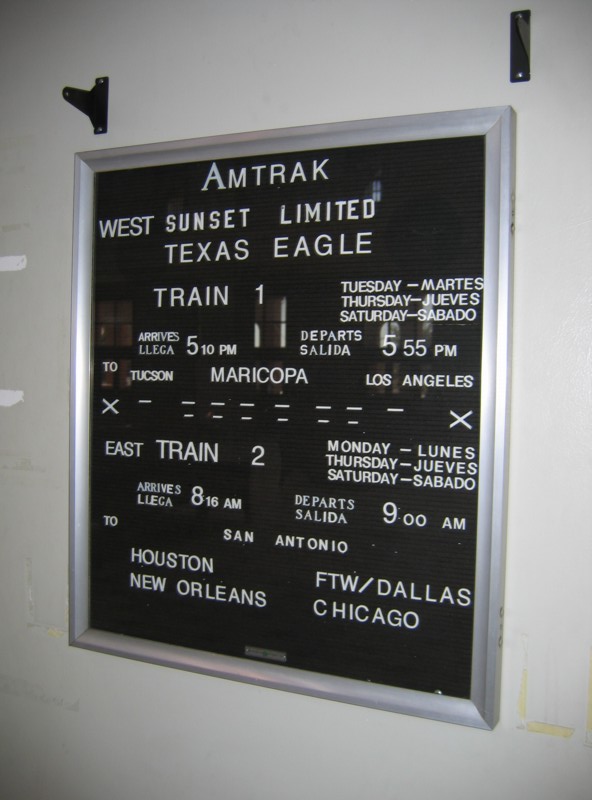 AMTRAK
WEST SUNSET LIMITED
TEXAS EAGLE
TRAIN 1
TUESDAY – MARTES
THURSDAY – JUEVES
SATURDAY – SABADO
ARRIVES LLEGA 5 10 PM DEPARTS SALIDA 5 55 PM
TO TUCSON MARICOPA LOS ANGELES
EAST TRAIN 2
MONDAY – LUNES
THURSDAY – JUEVES
SATURDAY – SABADO
ARRIVES LLEGA 8 16 AM DEPARTS SALIDA 9:00 AM
TO
SAN ANTONIO
HOUSTON
NEW ORLEANS
FTW/DALLAS
CHICAGO